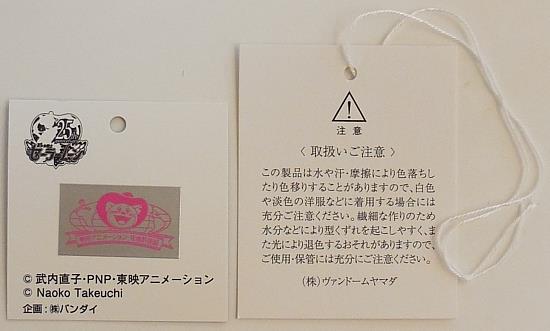 25th
セーラームーン
東映アニメーション
© 武内直子・PNP・東映アニメーション
© Naoko Takeuchi
企画：㈱バンダイ
注 意
〈 取扱いご注意 〉
この製品は水や汗・摩擦により色落ちし
たり色移りすることがありますので、白色
や淡色の洋服などに着用する場合には
充分ご注意ください。繊細な作りのため
水分などにより型くずれを起こしやすく、ま
た光により退色するおそれがありますので、
ご使用・保管には充分にご注意ください。
（株）ヴァンドームヤマダ